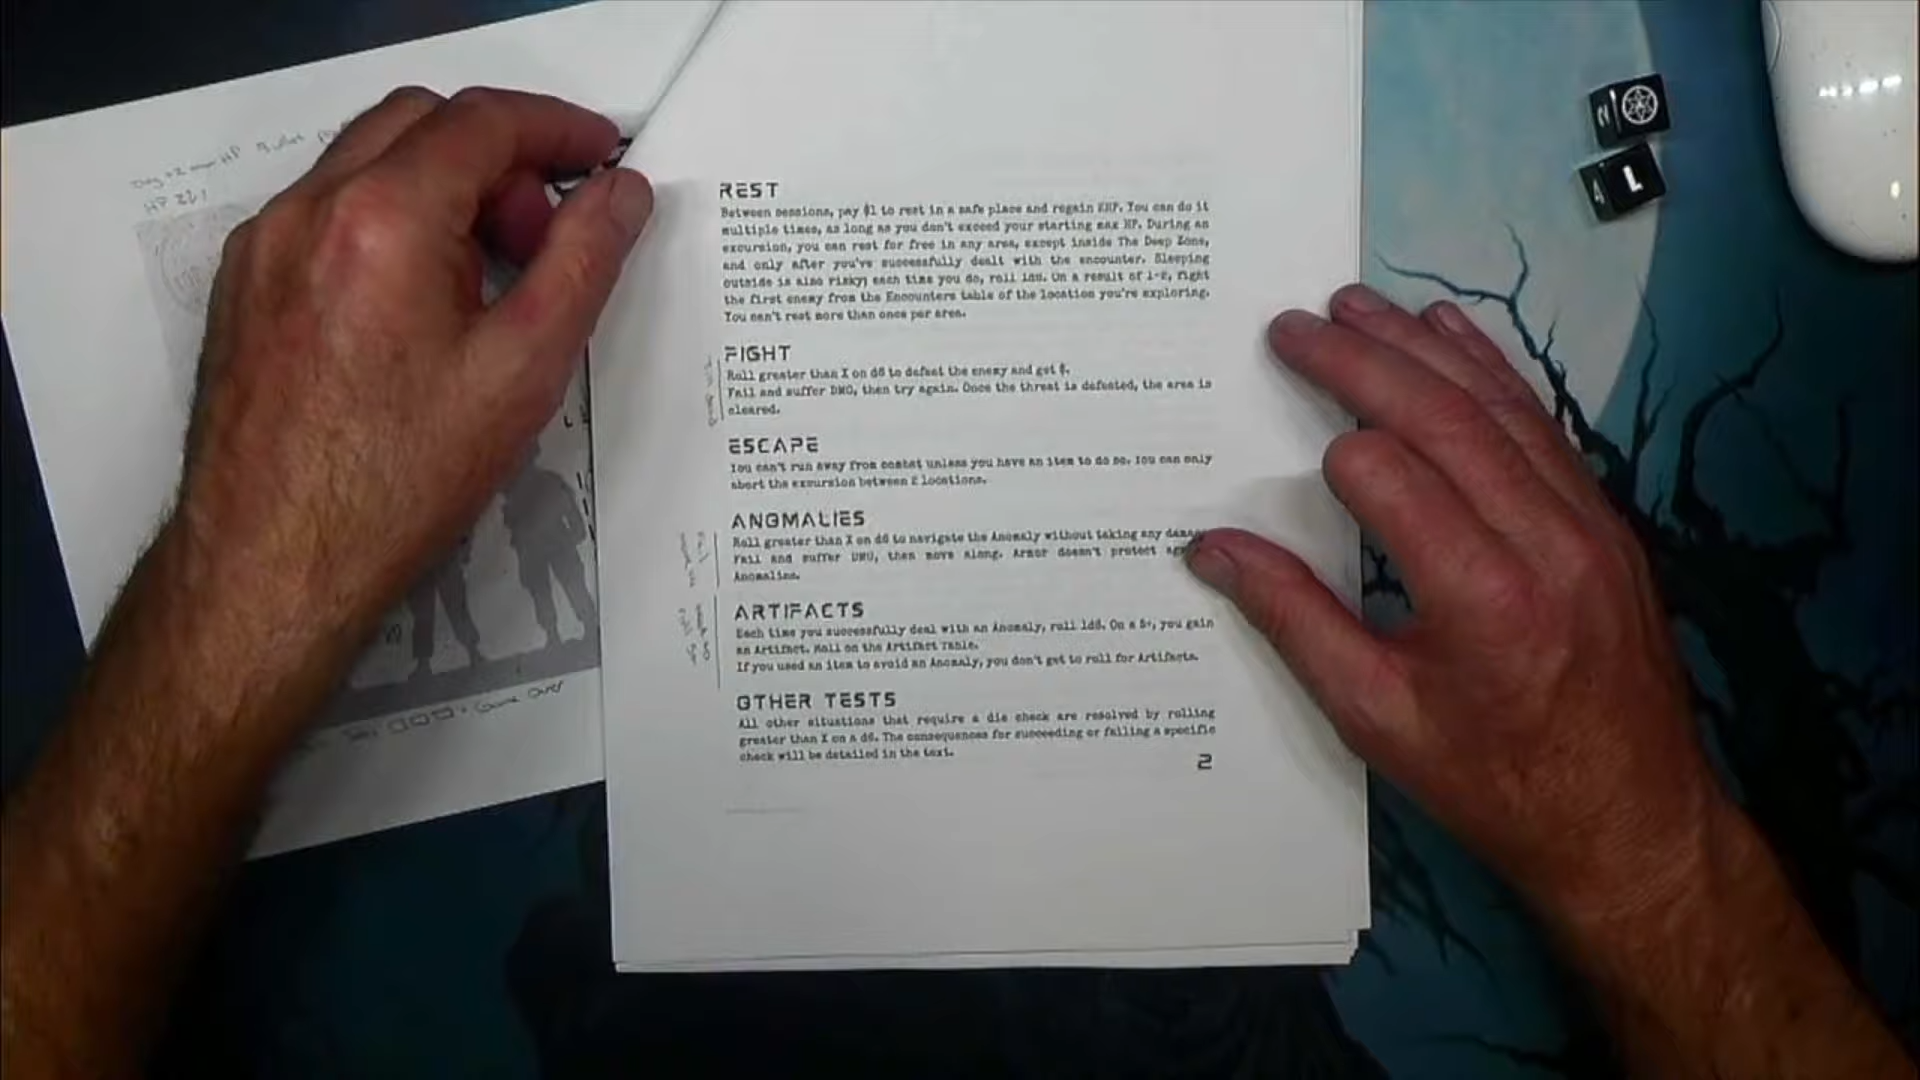 REST
Between sessions, pay $1 to rest in a safe place and regain 2HP. You can do it
multiple times, as long as you don't exceed your starting max HP. During an
excursion, you can rest for free in any area, except inside The Deep Zone,
and only after you've successfully dealt with the encounter. Sleeping
outside is also risky; each time you do, roll 1d6. On a result of 1-2, fight
the first enemy from the Encounters table of the location you're exploring.
You can't rest more than once per area.
FIGHT
Roll greater than X on d6 to defeat the enemy and get $.
Fail and suffer DMG, then try again. Once the threat is defeated, the area is
cleared.
ESCAPE
You can't run away from combat unless you have an item to do so. You can only
abort the excursion between 2 locations.
ANOMALIES
Roll greater than X on d6 to navigate the Anomaly without taking any
Fail and suffer DMG, then move along. Armor doesn't protect
Anomalies.
ARTIFACTS
Each time you successfully deal with an Anomaly, roll 1d6. On a 5+, you gain
an Artifact. Roll on the Artifact Table.
If you used an item to avoid an Anomaly, you don't get to roll for Artifacts.
OTHER TESTS
All other situations that require a die check are resolved by rolling
greater than X on a d6. The consequences for succeeding or failing a specific
check will be detailed in the text.
2
Game Over
2
4
L